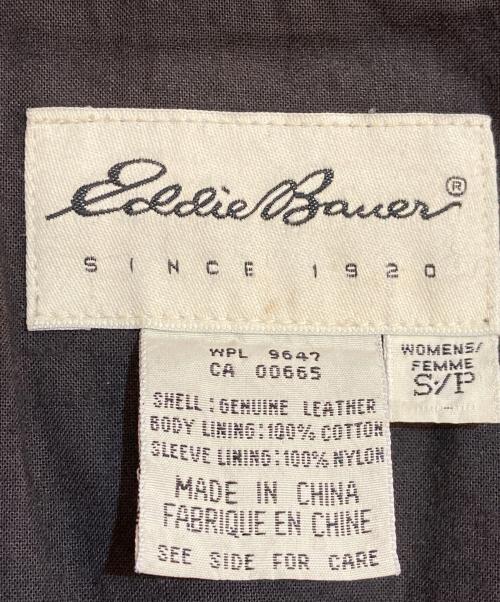 Eddie Bauer®
SINCE 1920
WPL 9647
CA 00665
SHELL: GENUINE LEATHER
BODY LINING:100% COTTON
SLEEVE LINING:100% NYLON
MADE IN CHINA
FABRIQUE EN CHINE
SEE SIDE FOR CARE
WOMENS/
FEMME
S/P